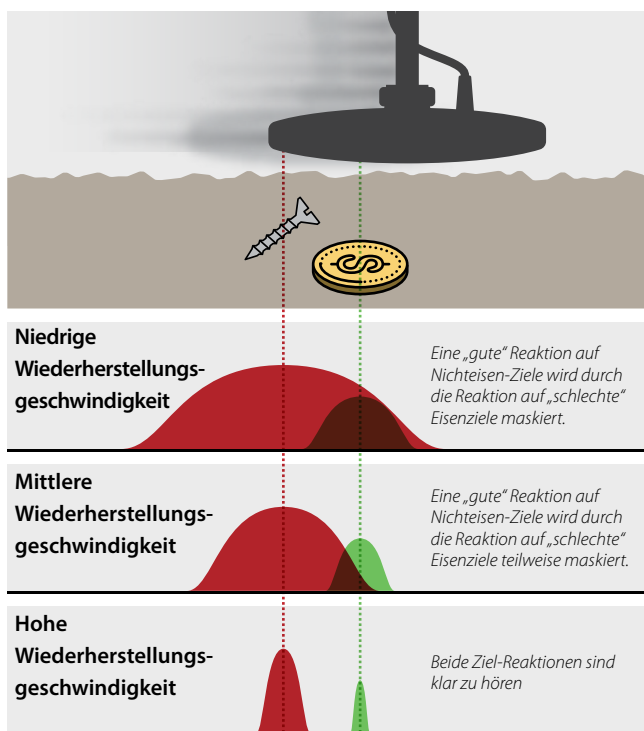 Niedrige
Wiederherstellungs-
geschwindigkeit
Eine „gute“ Reaktion auf
Nichteisen-Ziele wird durch
die Reaktion auf „schlechte“
Eisenziele maskiert.
Mittlere
Wiederherstellungs-
geschwindigkeit
Eine „gute“ Reaktion auf
Nichteisen-Ziele wird durch
die Reaktion auf „schlechte“
Eisenziele teilweise maskiert.
Hohe
Wiederherstellungs-
geschwindigkeit
Beide Ziel-Reaktionen sind
klar zu hören